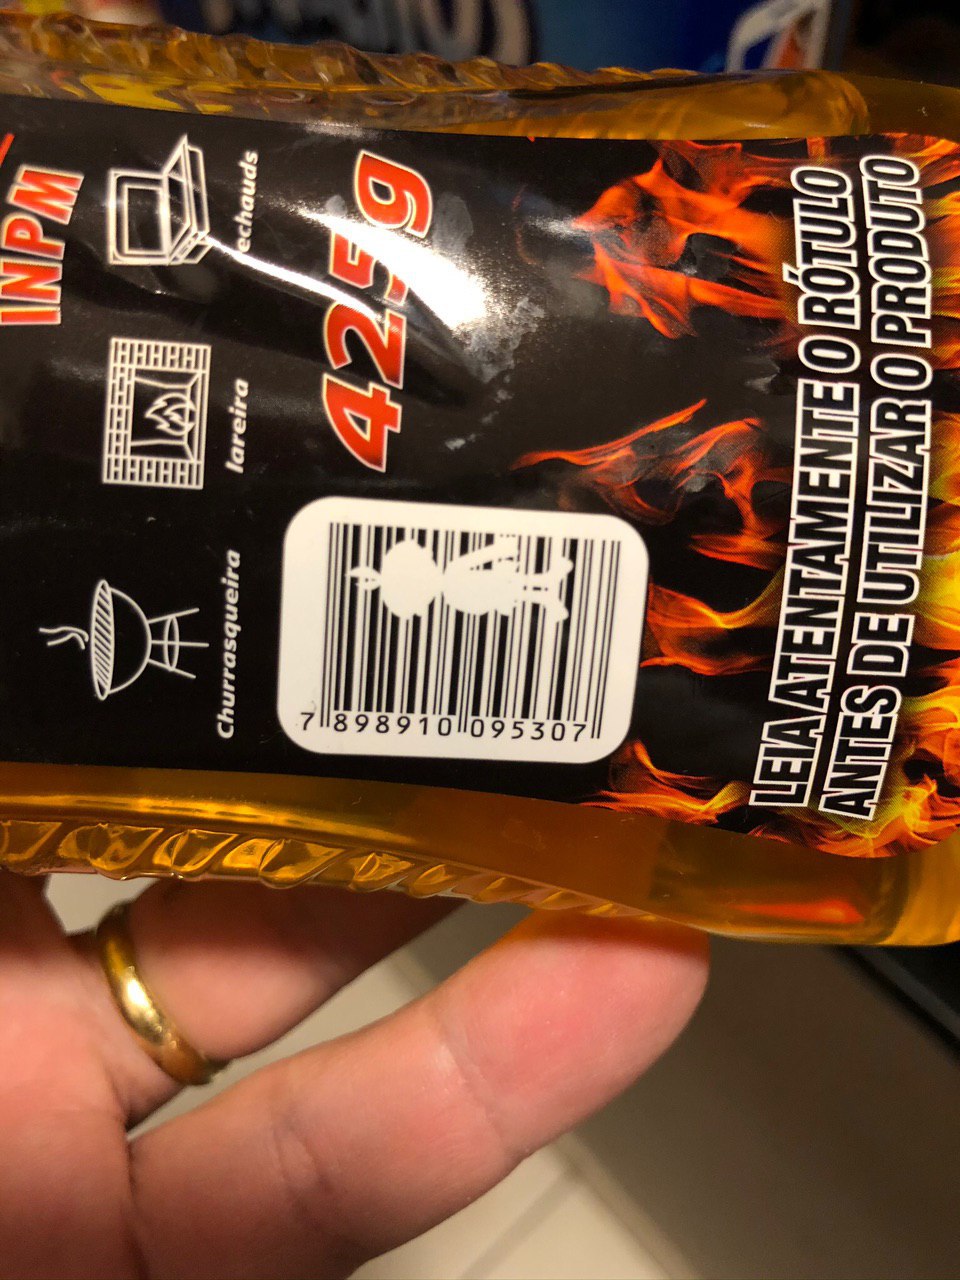 INPM
echauds
lareira
churrasqueira
425g
7 898910 095307
LEIA ATENTAMENTE O RÓTULO
ANTES DE UTILIZAR O PRODUTO